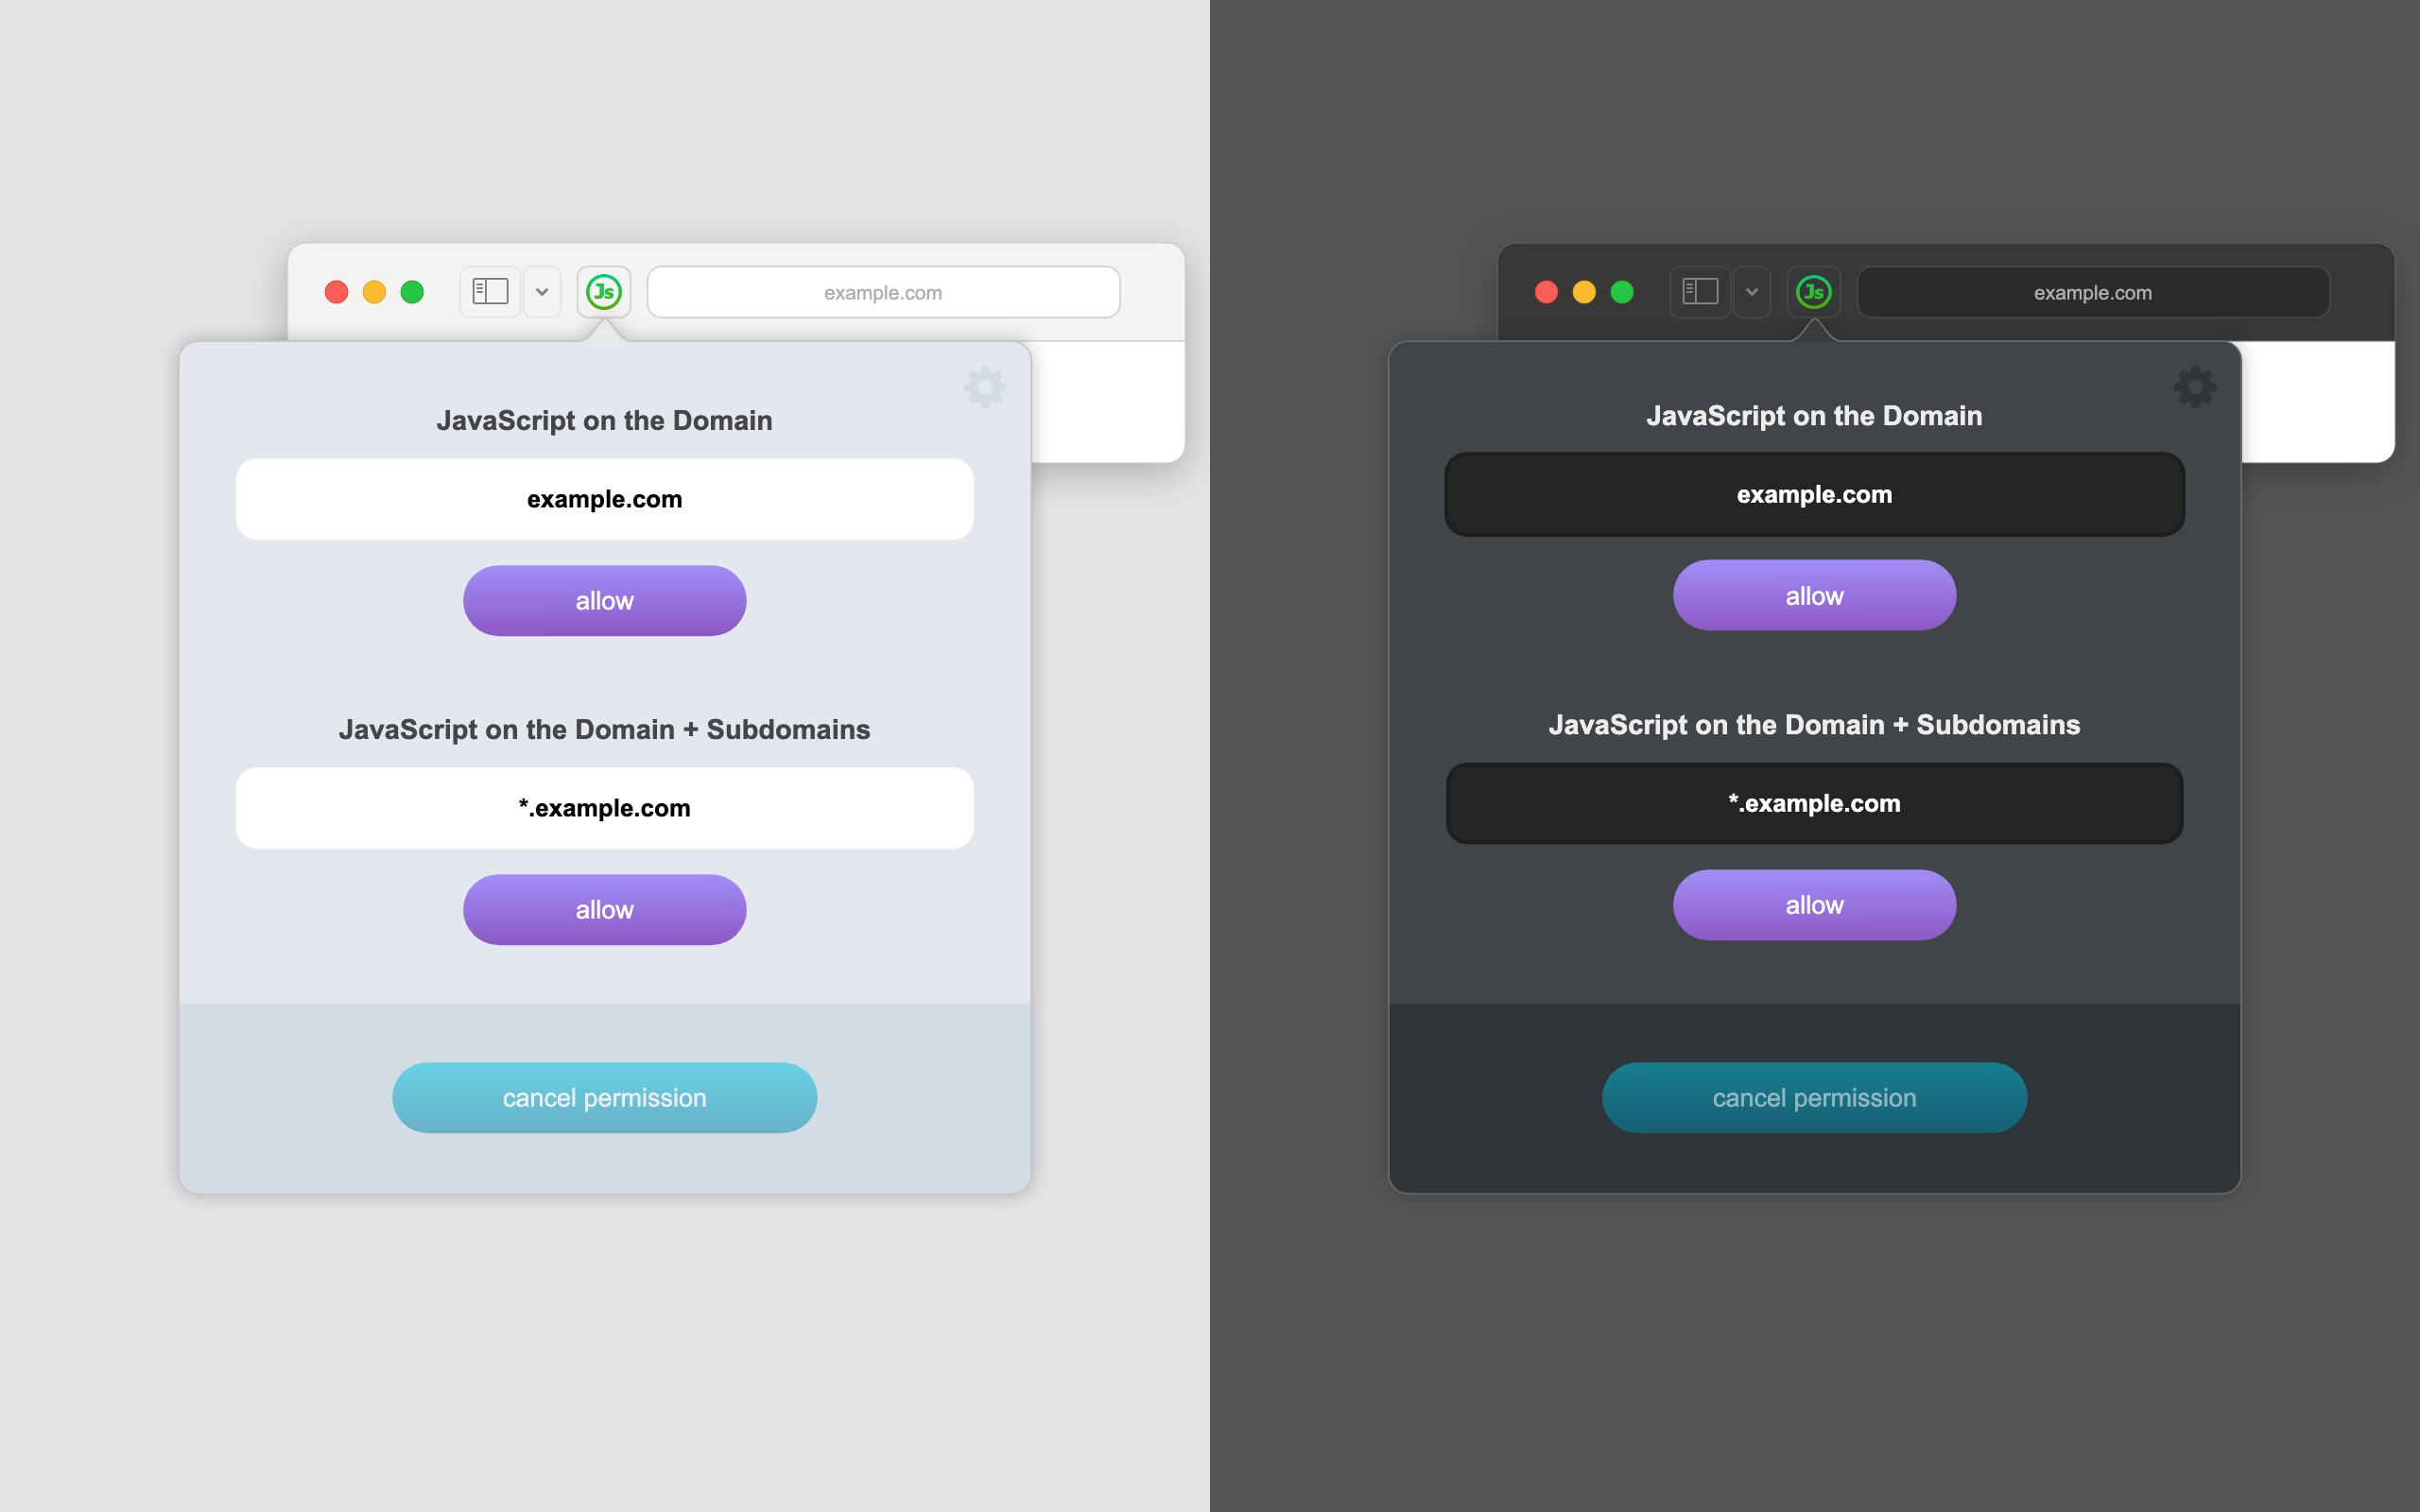 Js
example.com
JavaScript on the Domain
example.com
allow
JavaScript on the Domain + Subdomains
*.example.com
allow
cancel permission
Js
example.com
JavaScript on the Domain
example.com
allow
JavaScript on the Domain + Subdomains
*.example.com
allow
cancel permission